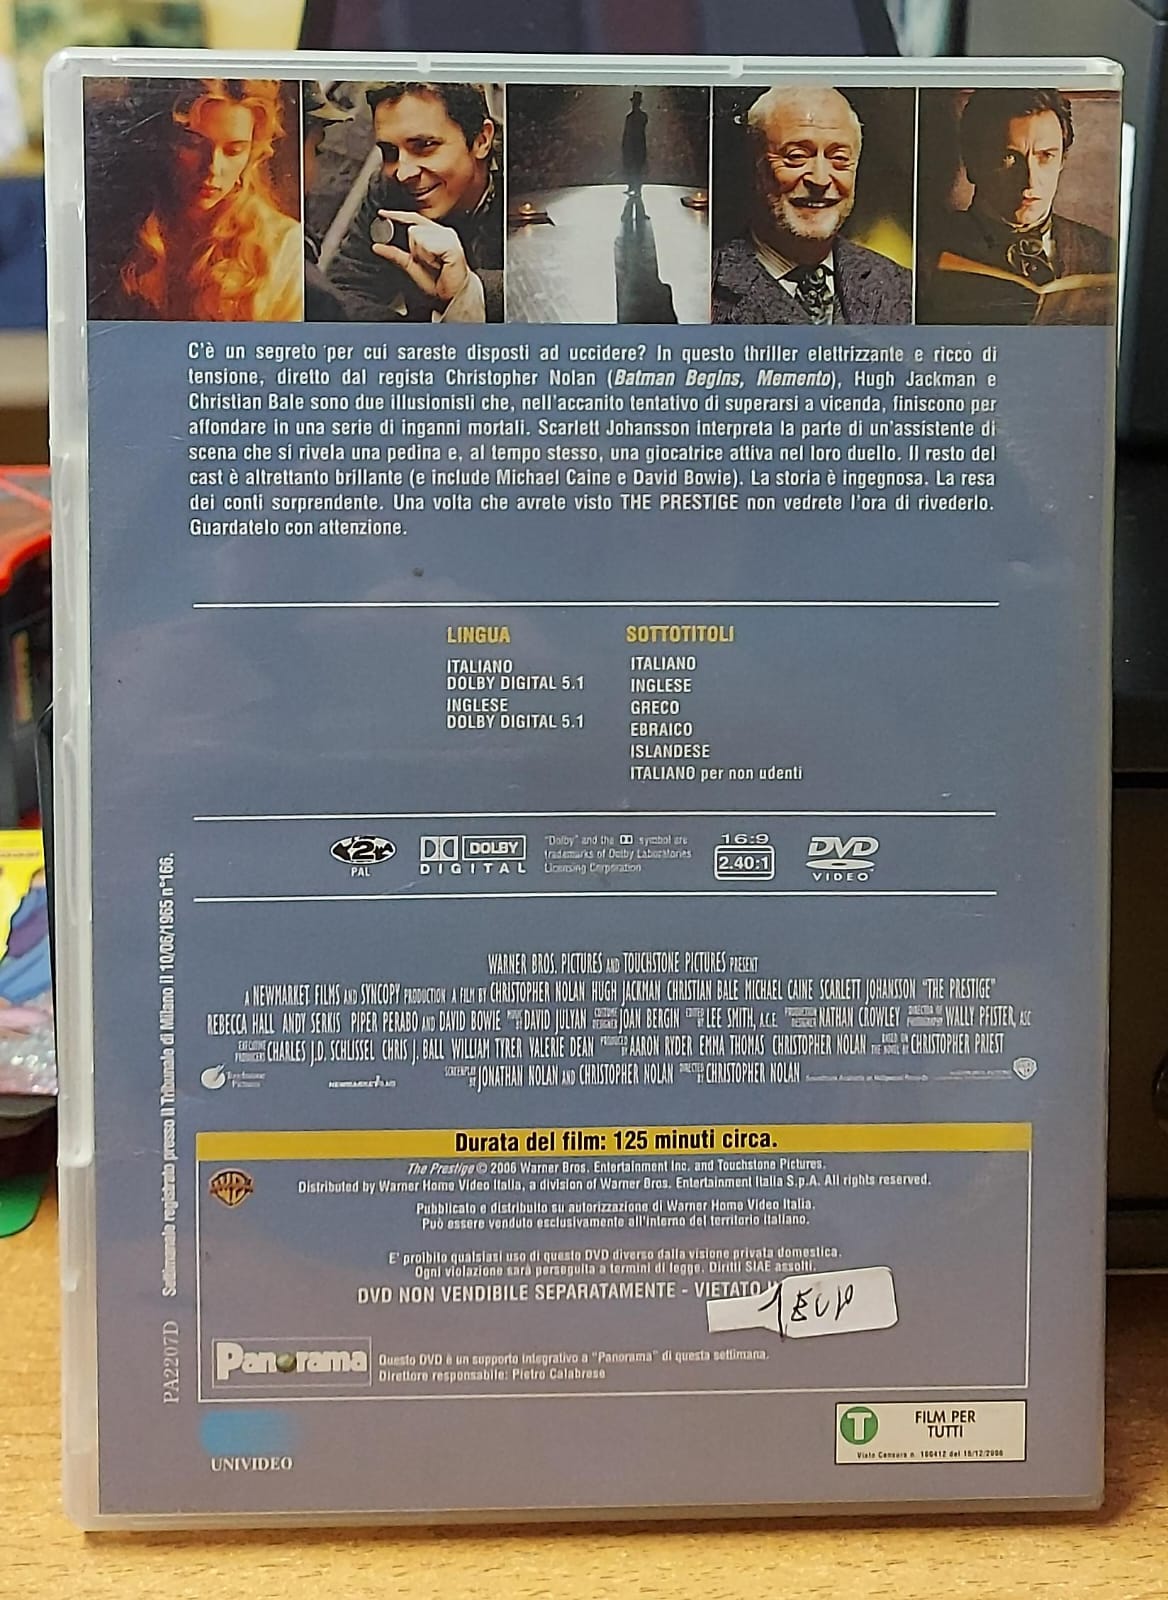 C'è un segreto per cui sareste disposti ad uccidere? In questo thriller elettrizzante e ricco di
tensione, diretto dal regista Christopher Nolan (Batman Begins, Memento), Hugh Jackman e
Christian Bale sono due illusionisti che, nell'accanito tentativo di superarsi a vicenda, finiscono per
affondare in una serie di inganni mortali. Scarlett Johansson interpreta la parte di un'assistente di
scena che si rivela una pedina e, al tempo stesso, una giocatrice attiva nel loro duello. Il resto del
cast è altrettanto brillante (e include Michael Caine e David Bowie). La storia è ingegnosa. La resa
dei conti sorprendente. Una volta che avrete visto THE PRESTIGE non vedrete l'ora di rivederlo.
Guardatelo con attenzione.
LINGUA
ITALIANO
DOLBY DIGITAL 5.1
INGLESE
DOLBY DIGITAL 5.1
SOTTOTITOLI
ITALIANO
INGLESE
GRECO
EBRAICO
ISLANDESE
ITALIANO per non udenti
2
PAL
DOLBY
DIGITAL
"Dolby" and the symbol are
trademarks of Dolby Laboratories
Licensing Corporation
16:9
2.40:1
DVD
VIDEO
WARNER BROS. PICTURES AND TOUCHSTONE PICTURES PRESENT
A NEWMARKET FILMS AND SYNCOPY PRODUCTION A FILM BY CHRISTOPHER NOLAN HUGH JACKMAN CHRISTIAN BALE MICHAEL CAINE SCARLETT JOHANSSON "THE PRESTIGE"
REBECCA HALL ANDY SERKIS PIPER PERABO AND DAVID BOWIE MUSIC BY DAVID JULYAN COSTUME DESIGNER JOAN BERGIN EDITED BY LEE SMITH, A.C.E. PRODUCTION DESIGNER NATHAN CROWLEY DIRECTOR OF PHOTOGRAPHY WALLY PFISTER, ASC
EXECUTIVE PRODUCERS CHARLES J.D. SCHLISSEL CHRIS J. BALL WILLIAM TYRER VALERIE DEAN PRODUCED BY AARON RYDER EMMA THOMAS CHRISTOPHER NOLAN BASED ON THE NOVEL BY CHRISTOPHER PRIEST
SCREENPLAY BY JONATHAN NOLAN AND CHRISTOPHER NOLAN DIRECTED BY CHRISTOPHER NOLAN
Touchstone
Pictures
NEWMARKET FILMS
Durata del film: 125 minuti circa.
The Prestige © 2006 Warner Bros. Entertainment Inc. and Touchstone Pictures.
Distributed by Warner Home Video Italia, a division of Warner Bros. Entertainment Italia S.p.A. All rights reserved.
Pubblicato e distribuito su autorizzazione di Warner Home Video Italia.
Può essere venduto esclusivamente all'interno del territorio italiano.
E' proibito qualsiasi uso di questo DVD diverso dalla visione privata domestica.
Ogni violazione sarà perseguita a termini di legge. Diritti SIAE assolti.
DVD NON VENDIBILE SEPARATAMENTE - VIETATO
1 EUR
Panorama
Questo DVD è un supporto integrativo a "Panorama" di questa settimana.
Direttore responsabile: Pietro Calabrese
UNIVIDEO
T
FILM PER
TUTTI
Visto Censura n. 100412 del 15/12/2006
PA2207D Settimanale registrato presso il Tribunale di Milano il 10/06/1965 n°166.